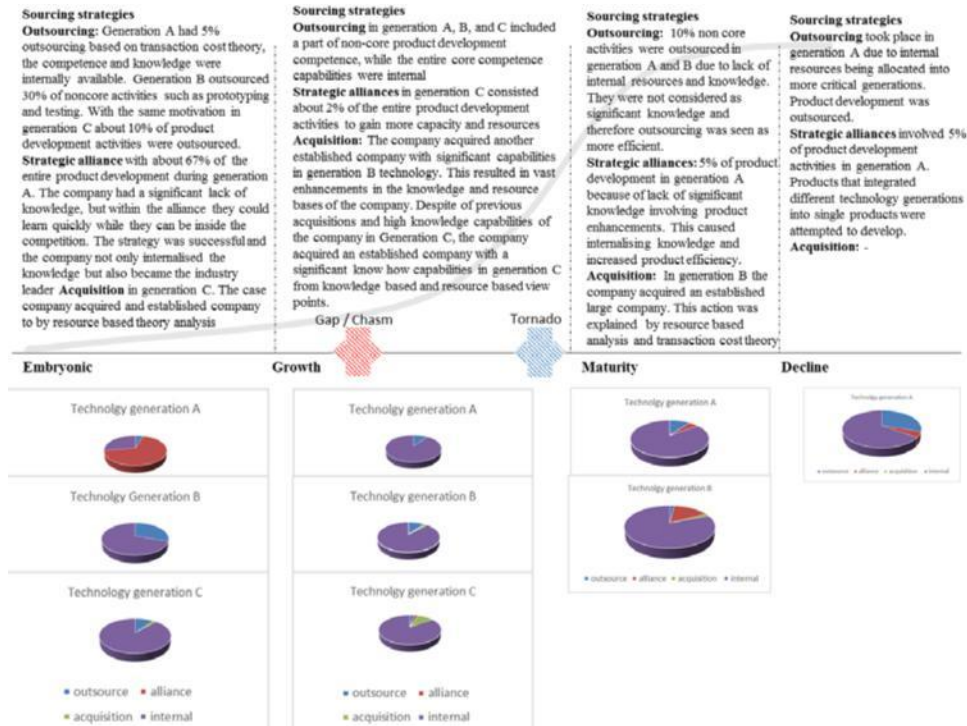 Sourcing strategies
Outsourcing: Generation A had 5%
outsourcing based on transaction cost theory,
the competence and knowledge were
internally available. Generation B outsourced
30% of noncore activities such as prototyping
and testing. With the same motivation in
generation C about 10% of product
development activities were outsourced.
Strategic alliance with about 67% of the
entire product development during generation
A. The company had a significant lack of
knowledge, but within the alliance they could
learn quickly while they can be inside the
competition. The strategy was successful and
the company not only internalised the
knowledge but also became the industry
leader Acquisition in generation C. The case
company acquired and established company
to by resource based theory analysis
Sourcing strategies
Outsourcing in generation A, B, and C included
a part of non-core product development
competence, while the entire core competence
capabilities were internal
Strategic alliances in generation C consisted
about 2% of the entire product development
activities to gain more capacity and resources
Acquisition: The company acquired another
established company with significant capabilities
in generation B technology. This resulted in vast
enhancements in the knowledge and resource
bases of the company. Despite of previous
acquisitions and high knowledge capabilities of
the company in Generation C, the company
acquired an established company with a
significant know how capabilities in generation C
from knowledge based and resource based view
points.
Sourcing strategies
Outsourcing: 10% non core
activities were outsourced in
generation A and B due to lack of
internal resources and knowledge.
They were not considered as
significant knowledge and
therefore outsourcing was seen as
more efficient.
Strategic alliances: 5% of product
development in generation A
because of lack of significant
knowledge involving product
enhancements. This caused
internalising knowledge and
increased product efficiency.
Acquisition: In generation B the
company acquired an established
large company. This action was
explained by resource based
analysis and transaction cost theory
Sourcing strategies
Outsourcing took place in
generation A due to internal
resources being allocated into
more critical generations.
Product development was
outsourced.
Strategic alliances involved 5%
of product development
activities in generation A.
Products that integrated
different technology generations
into single products were
attempted to develop.
Acquisition: -
Gap / Chasm
Tornado
Embryonic
Growth
Maturity
Decline
Technolgy generation A
Technolgy Generation B
Technology generation C
outsource alliance
acquisition internal
Technolgy generation A
Technolgy generation B
Technolgy generation C
outsource alliance
acquisition internal
Technolgy generation A
Technolgy generation B
outsource alliance acquisition internal
Technolgy generation A
outsource alliance acquisition internal